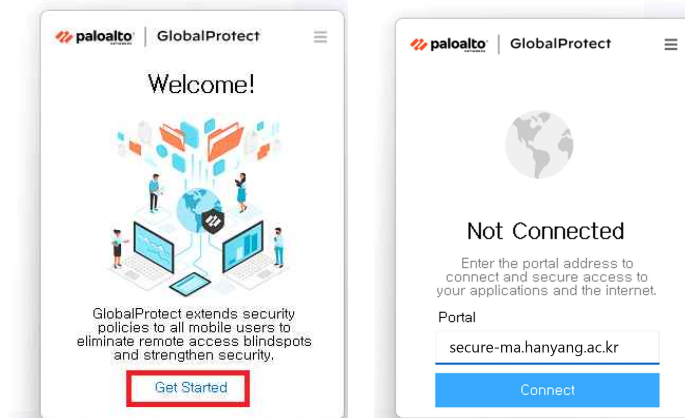 paloalto GlobalProtect
Welcome!
GlobalProtect extends security
policies to all mobile users to
eliminate remote access blindspots
and strengthen security.
Get Started
paloalto GlobalProtect
Not Connected
Enter the portal address to
connect and secure access to
your applications and the internet.
Portal
secure-ma.hanyang.ac.kr
Connect